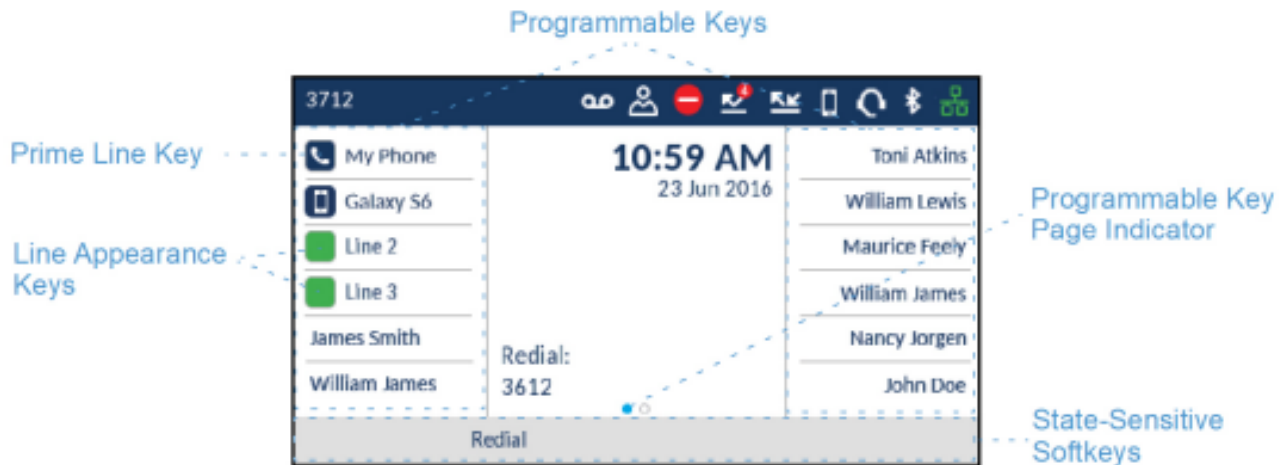 Programmable Keys
3712
4
Prime Line Key
My Phone
10:59 AM
Toni Atkins
Galaxy S6
23 Jun 2016
William Lewis
Programmable Key
Page Indicator
Line Appearance
Keys
Line 2
Maurice Feely
Line 3
William James
James Smith
Redial:
Nancy Jorgen
William James
3612
John Doe
Redial
State-Sensitive
Softkeys